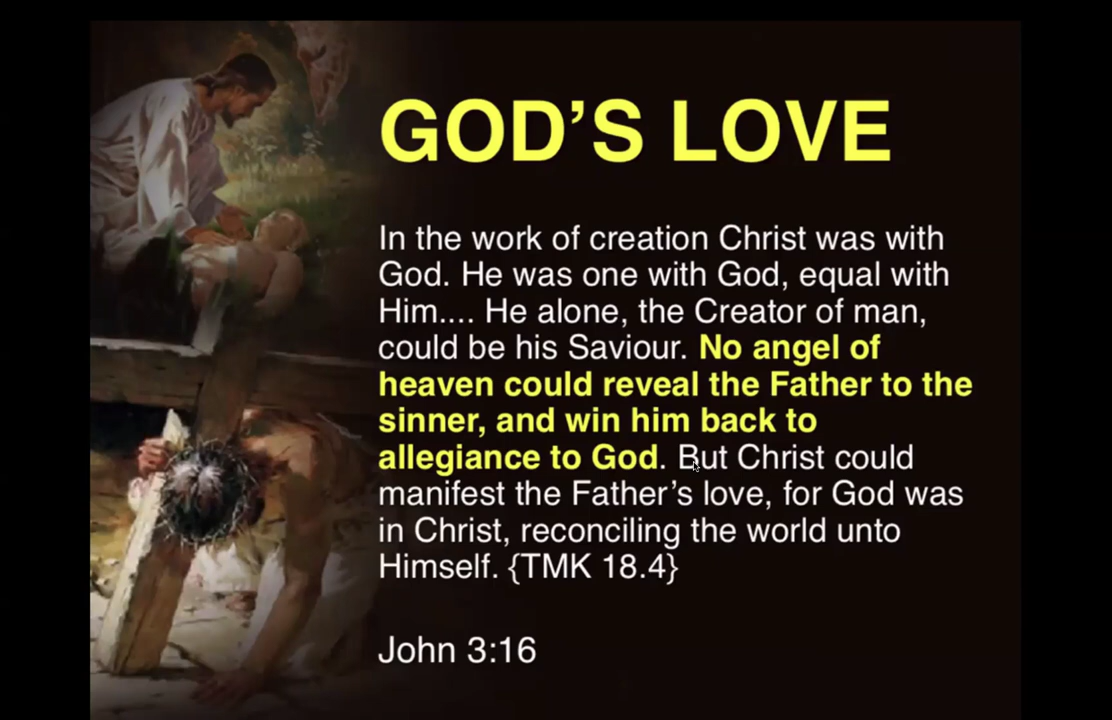 GOD’S LOVE
In the work of creation Christ was with
God. He was one with God, equal with
Him.... He alone, the Creator of man,
could be his Saviour. No angel of
heaven could reveal the Father to the
sinner, and win him back to
allegiance to God. But Christ could
manifest the Father’s love, for God was
in Christ, reconciling the world unto
Himself. {TMK 18.4}
John 3:16